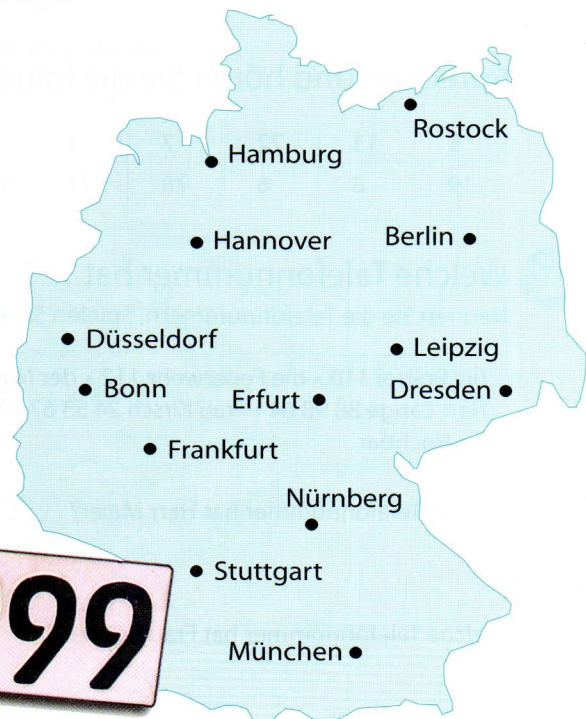 Rostock
Hamburg
Hannover
Berlin
Düsseldorf
Leipzig
Bonn
Erfurt
Dresden
Frankfurt
Nürnberg
99
Stuttgart
München